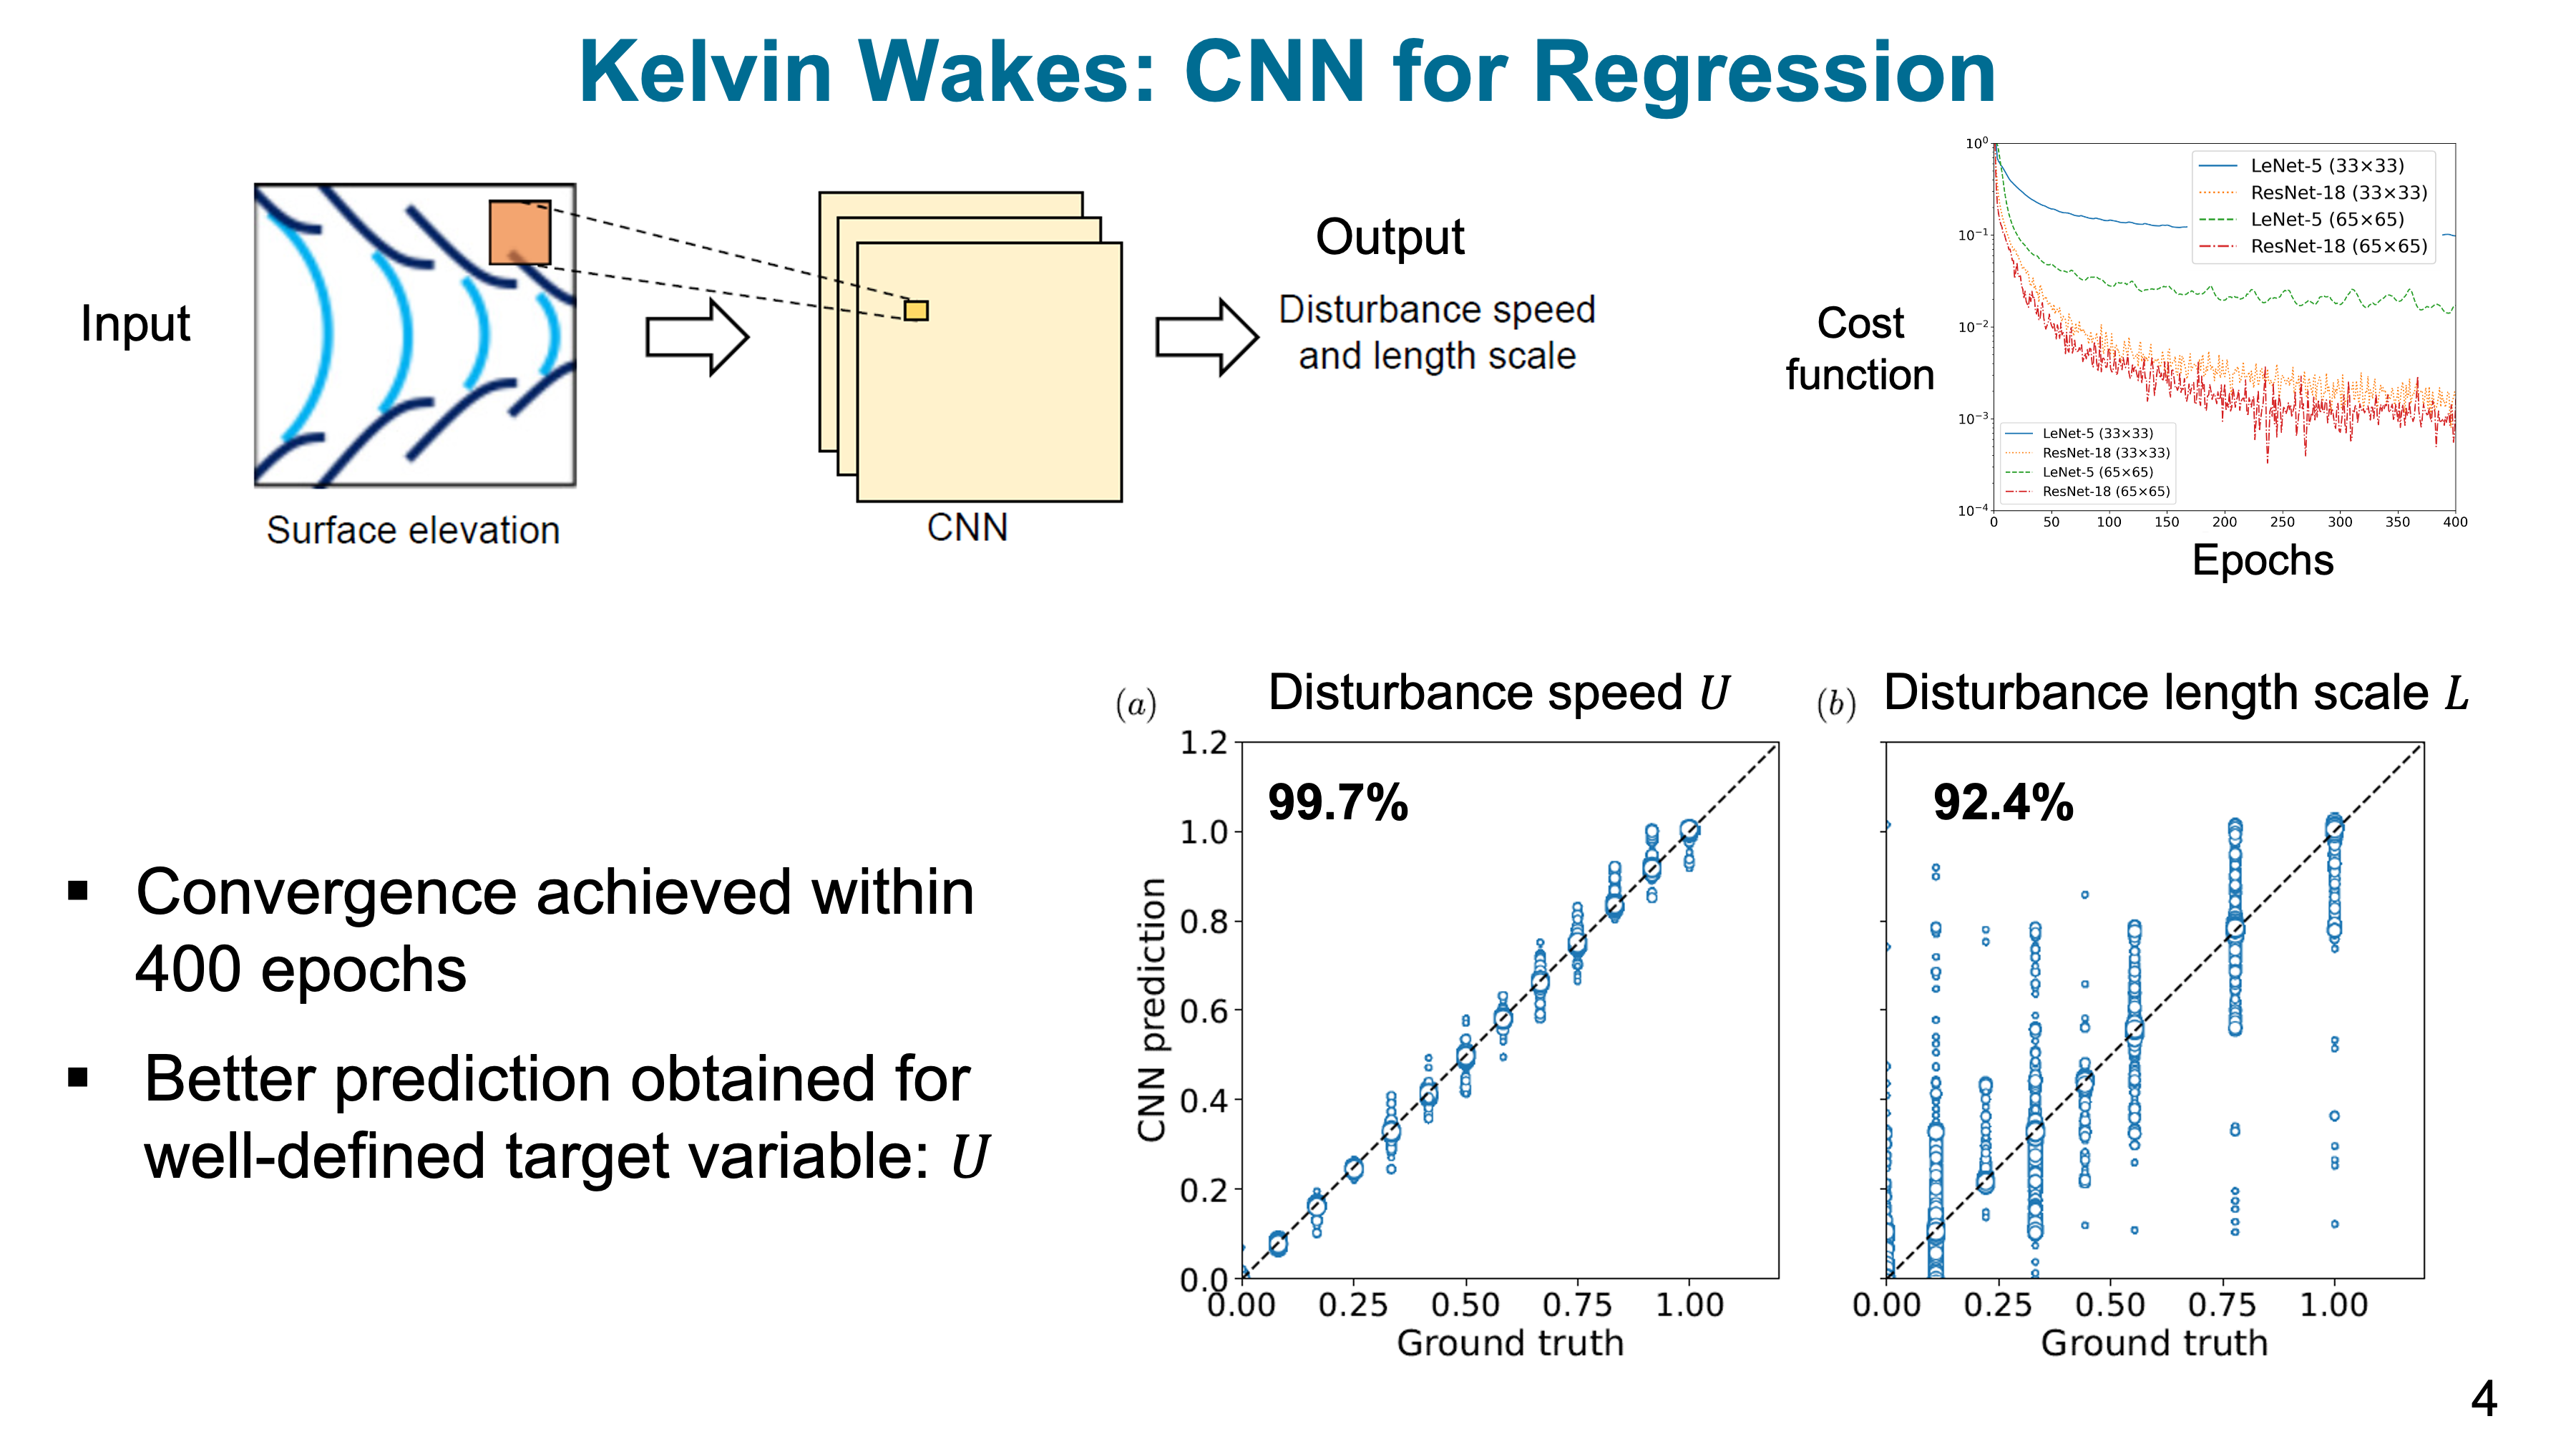 Kelvin Wakes: CNN for Regression
Input
Surface elevation
CNN
Output
Disturbance speed
and length scale
Cost
function
10⁰
10⁻¹
10⁻²
10⁻³
10⁻⁴
LeNet-5 (33×33)
ResNet-18 (33×33)
LeNet-5 (65×65)
ResNet-18 (65×65)
LeNet-5 (33×33)
ResNet-18 (33×33)
LeNet-5 (65×65)
ResNet-18 (65×65)
0 50 100 150 200 250 300 350 400
Epochs
▪ Convergence achieved within
400 epochs
▪ Better prediction obtained for
well-defined target variable: U
(a) Disturbance speed U
99.7%
CNN prediction
1.2
1.0
0.8
0.6
0.4
0.2
0.0
0.00 0.25 0.50 0.75 1.00
Ground truth
(b) Disturbance length scale L
92.4%
0.00 0.25 0.50 0.75 1.00
Ground truth
4